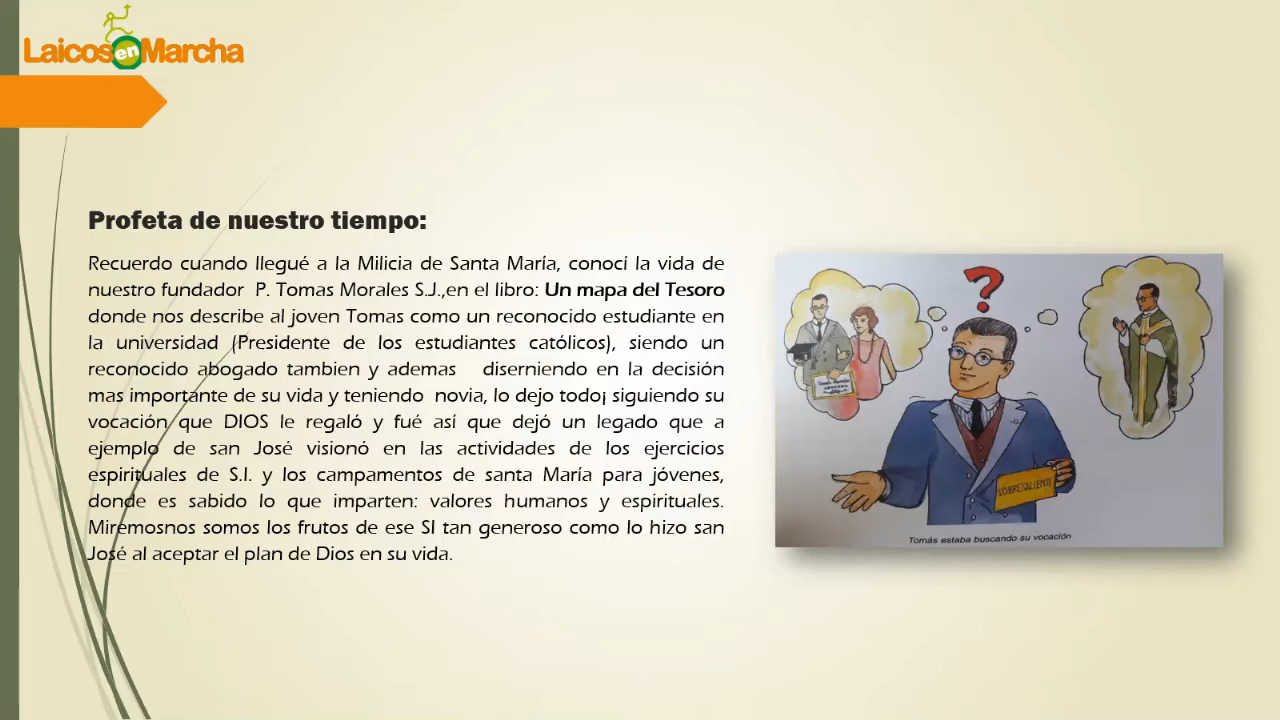 Laicos en Marcha
Profeta de nuestro tiempo:
Recuerdo cuando llegué a la Milicia de Santa María, conocí la vida de
nuestro fundador P. Tomas Morales S.J.,en el libro: Un mapa del Tesoro
donde nos describe al joven Tomas como un reconocido estudiante en
la universidad (Presidente de los estudiantes católicos), siendo un
reconocido abogado tambien y ademas diserniendo en la decisión
mas importante de su vida y teniendo novia, lo dejo todo¡ siguiendo su
vocación que DIOS le regaló y fué así que dejó un legado que a
ejemplo de san José visionó en las actividades de los ejercicios
espirituales de S.I. y los campamentos de santa María para jóvenes,
donde es sabido lo que imparten: valores humanos y espirituales.
Miremosnos somos los frutos de ese SI tan generoso como lo hizo san
José al aceptar el plan de Dios en su vida.
?
SOBRESALIENTE
Tomás estaba buscando su vocación